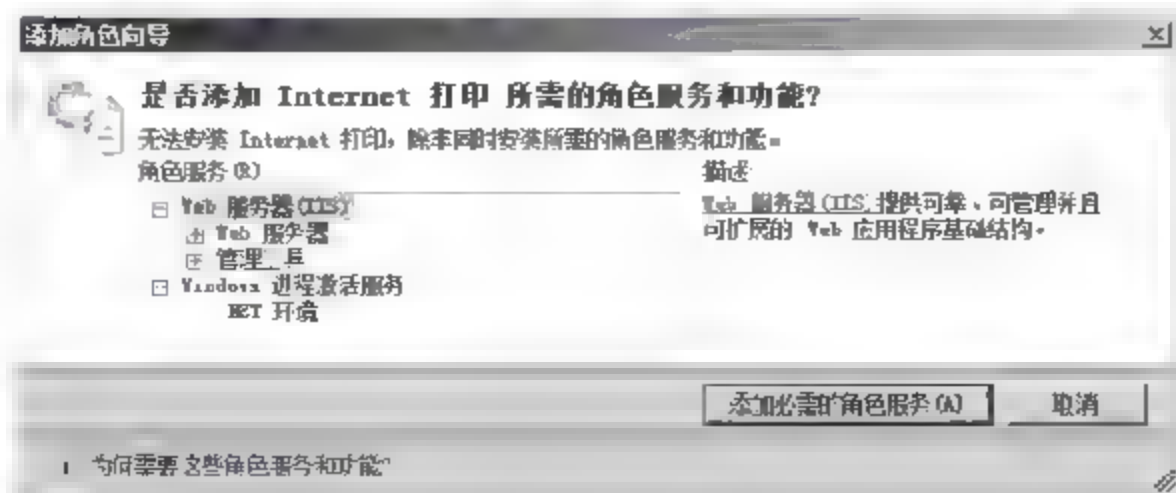 添加角色向导
是否添加 Internet 打印 所需的角色服务和功能?
无法安装 Internet 打印，除非同时安装所需的角色服务和功能。
角色服务(R)
描述
Web 服务器(IIS)
Web 服务器
管理工具
Windows 进程激活服务
.NET 环境
Web 服务器(IIS) 提供可靠、可管理并且
可扩展的 Web 应用程序基础结构。
添加必需的角色服务(A)
取消
为何需要这些角色服务和功能?